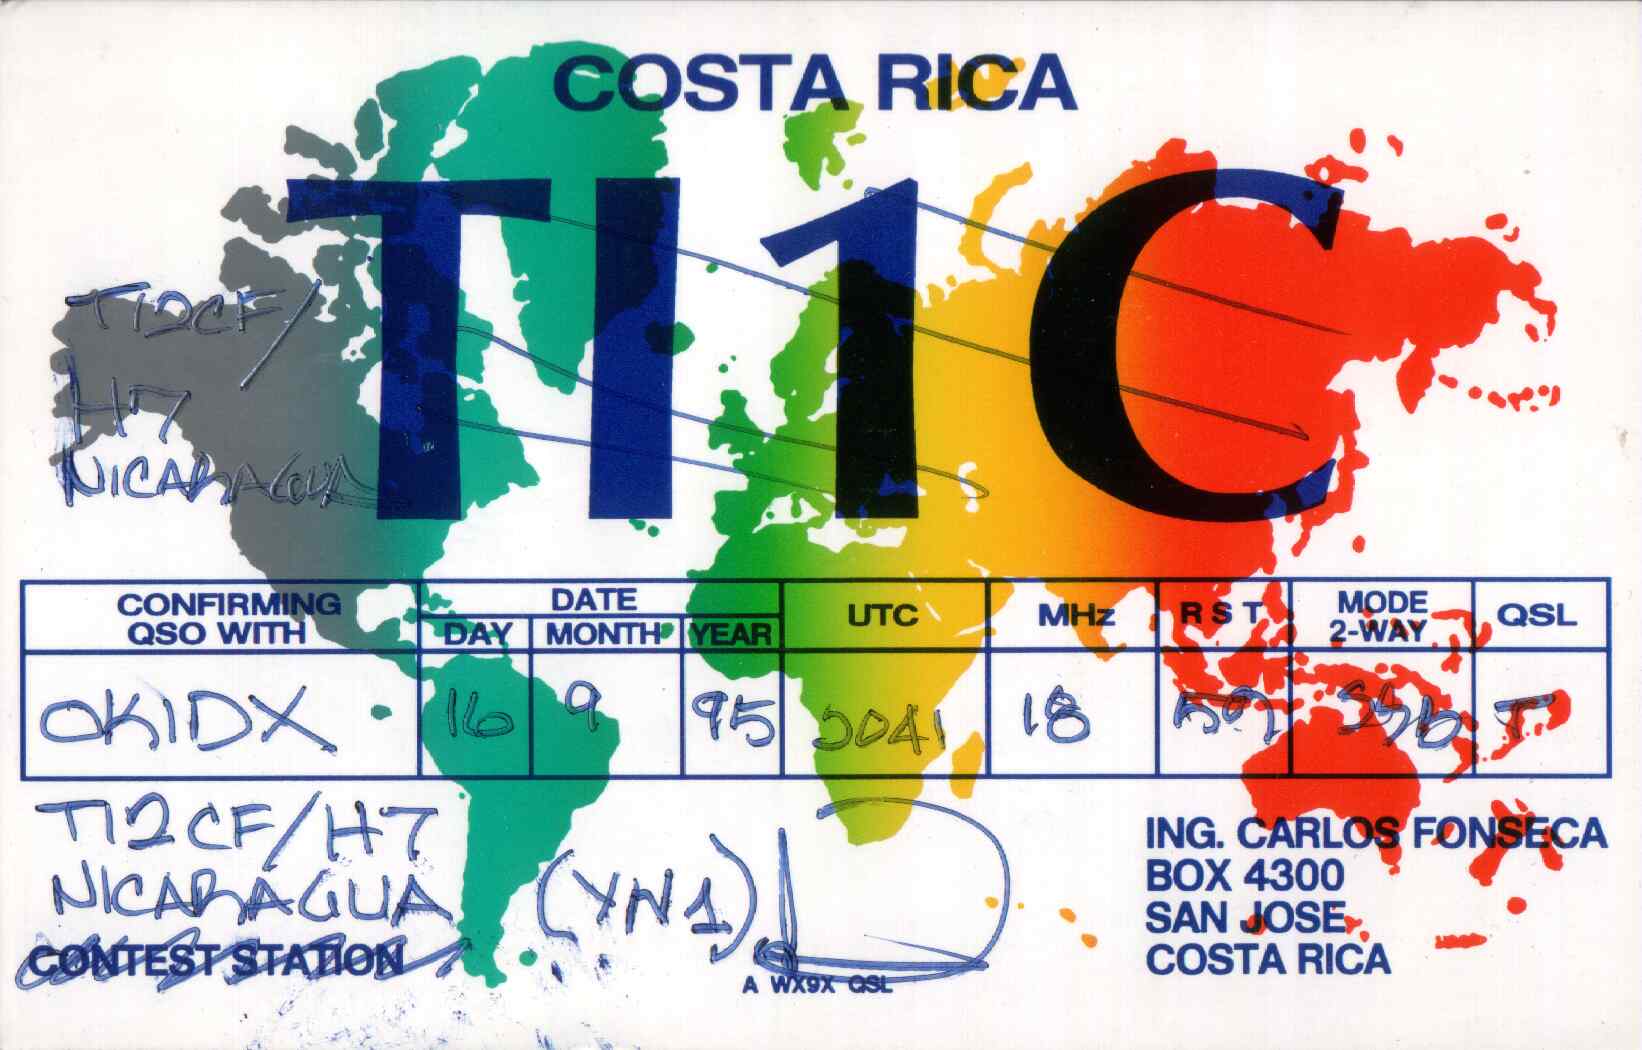 COSTA RICA
TI1C
TI2CF/
H7
NICARAGUA
CONFIRMING QSO WITH
DATE
DAY
MONTH
YEAR
UTC
MHz
RST
MODE 2-WAY
QSL
OK1DX
16
9
95
18
59
SSB
T
TI2CF/H7
NICARAGUA
(YN1)
CONTEST STATION
ING. CARLOS FONSECA
BOX 4300
SAN JOSE
COSTA RICA
A WX9X QSL